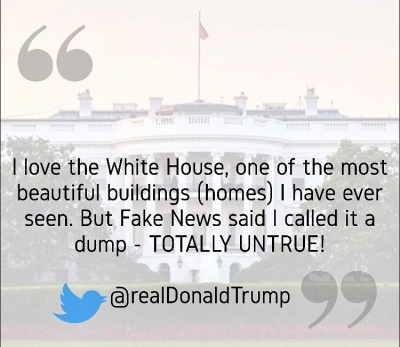 I love the White House, one of the most
beautiful buildings (homes) I have ever
seen. But Fake News said I called it a
dump - TOTALLY UNTRUE!
@realDonaldTrump